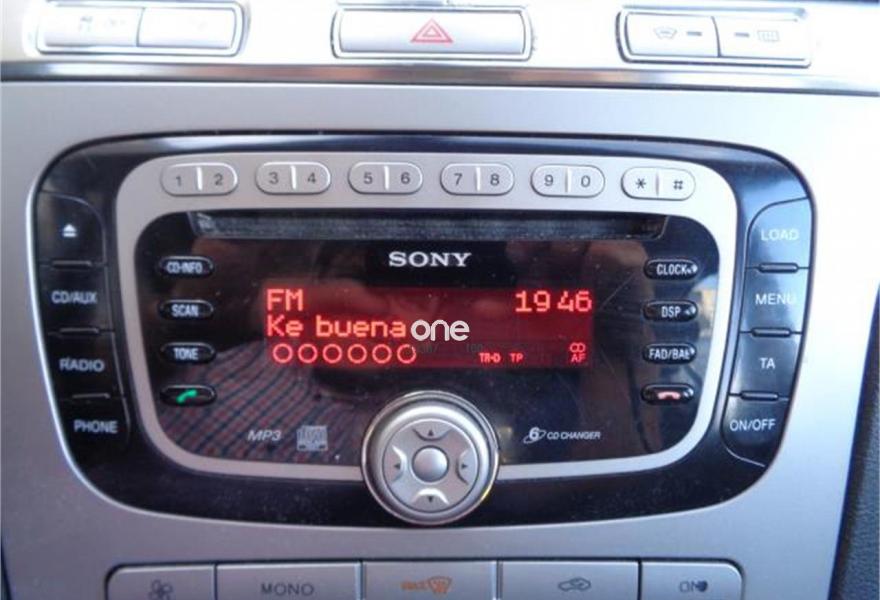 1 2 3 4 5 6 7 8 9 0 * #
LOAD
SONY
CD-INFO CLOCK
CD/AUX MENU
FM 19 46
SCAN DSP
Ke buena one
TONE FAD/BAL
RADIO TA
TR-D TP CD
AF
PHONE ON/OFF
MP3 6 CD CHANGER
MONO MAX